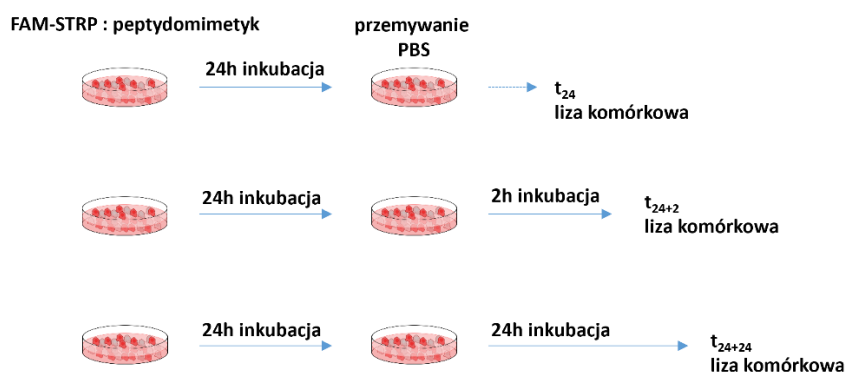 FAM-STRP : peptydomimetyk
przemywanie
PBS
24h inkubacja
t24
liza komórkowa
24h inkubacja
2h inkubacja
t24+2
liza komórkowa
24h inkubacja
24h inkubacja
t24+24
liza komórkowa